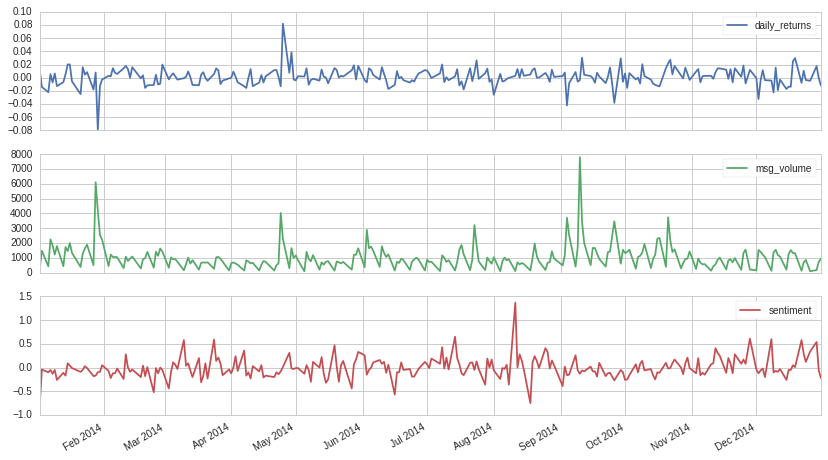 0.10
0.08
0.06
0.04
0.02
0.00
−0.02
−0.04
−0.06
−0.08
daily_returns
8000
7000
6000
5000
4000
3000
2000
1000
0
msg_volume
1.5
1.0
0.5
0.0
−0.5
−1.0
sentiment
Feb 2014
Mar 2014
Apr 2014
May 2014
Jun 2014
Jul 2014
Aug 2014
Sep 2014
Oct 2014
Nov 2014
Dec 2014